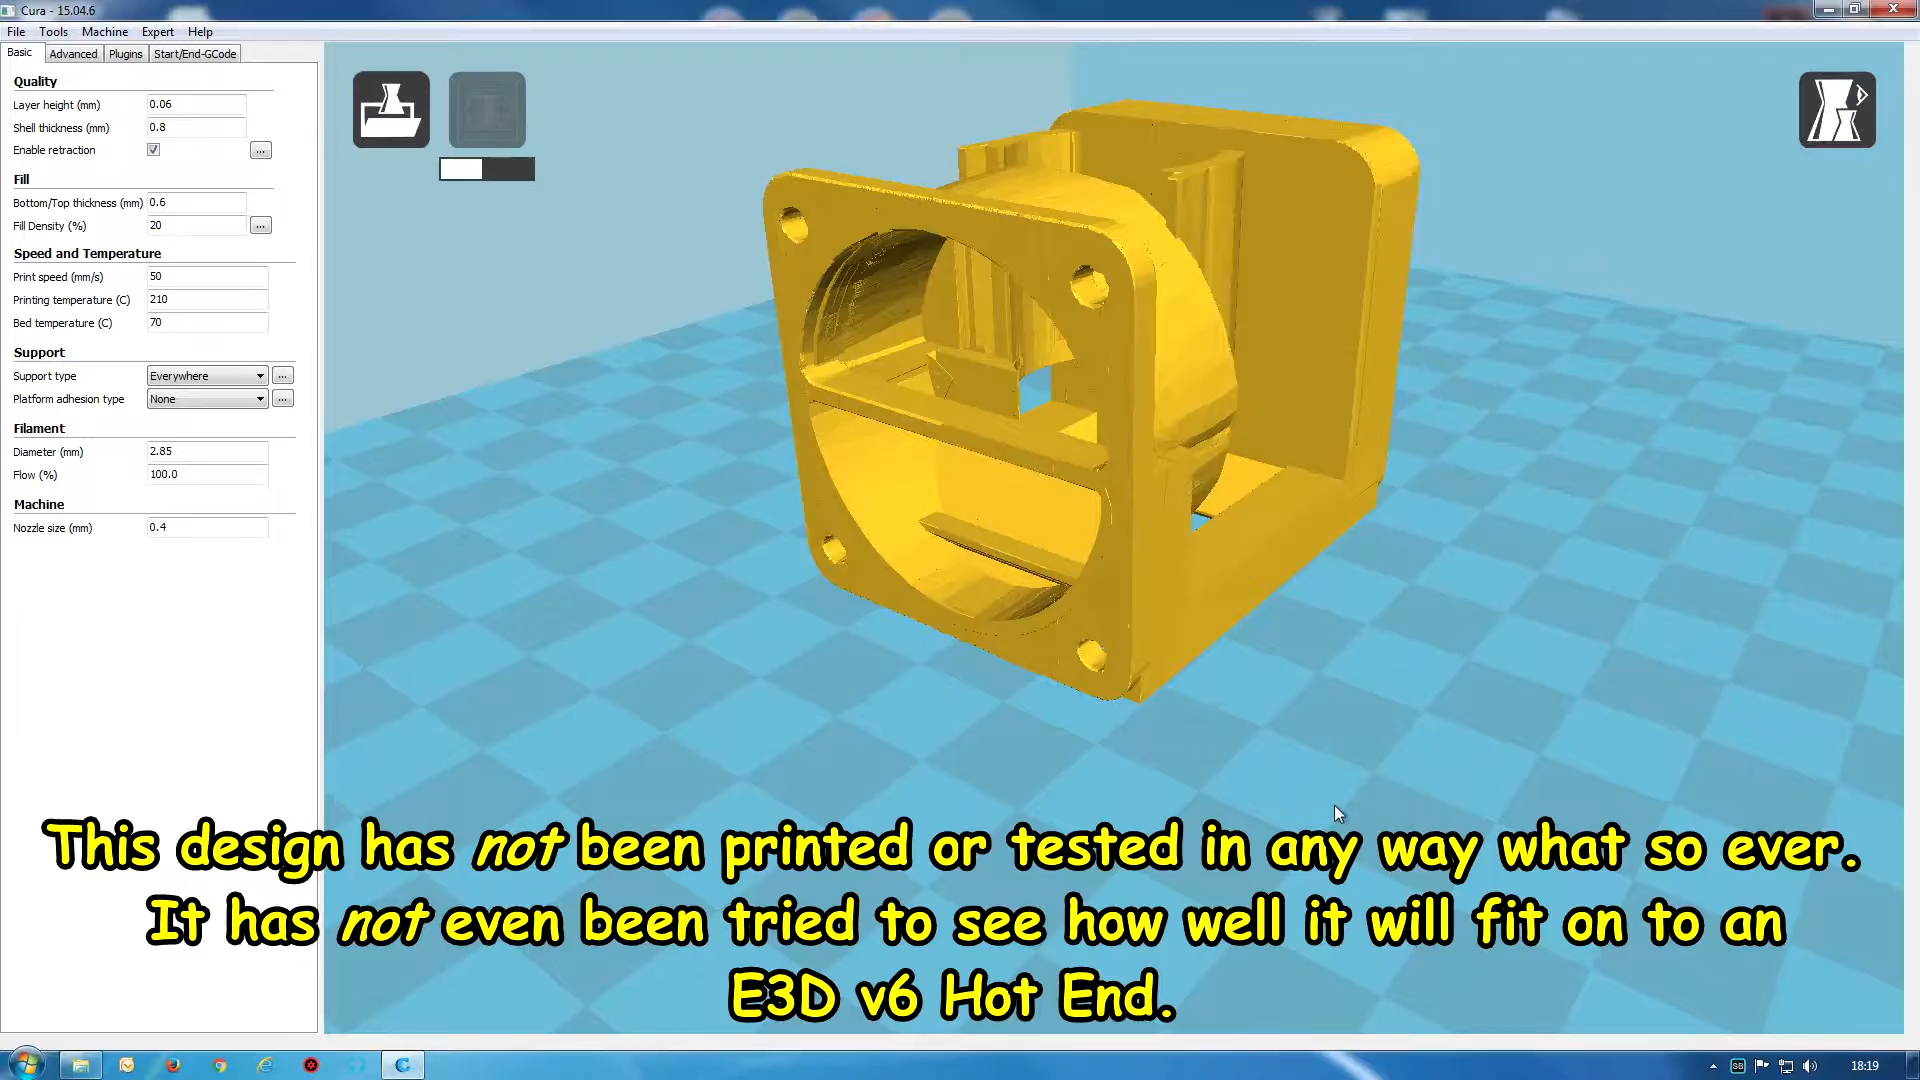 Cura - 15.04.6
File Tools Machine Expert Help
Basic Advanced Plugins Start/End-GCode
Quality
Layer height (mm) 0.06
Shell thickness (mm) 0.8
Enable retraction ...
Fill
Bottom/Top thickness (mm) 0.6
Fill Density (%) 20 ...
Speed and Temperature
Print speed (mm/s) 50
Printing temperature (C) 210
Bed temperature (C) 70
Support
Support type Everywhere ...
Platform adhesion type None ...
Filament
Diameter (mm) 2.85
Flow (%) 100.0
Machine
Nozzle size (mm) 0.4
This design has not been printed or tested in any way what so ever.
It has not even been tried to see how well it will fit on to an
E3D v6 Hot End.
SB 18:19